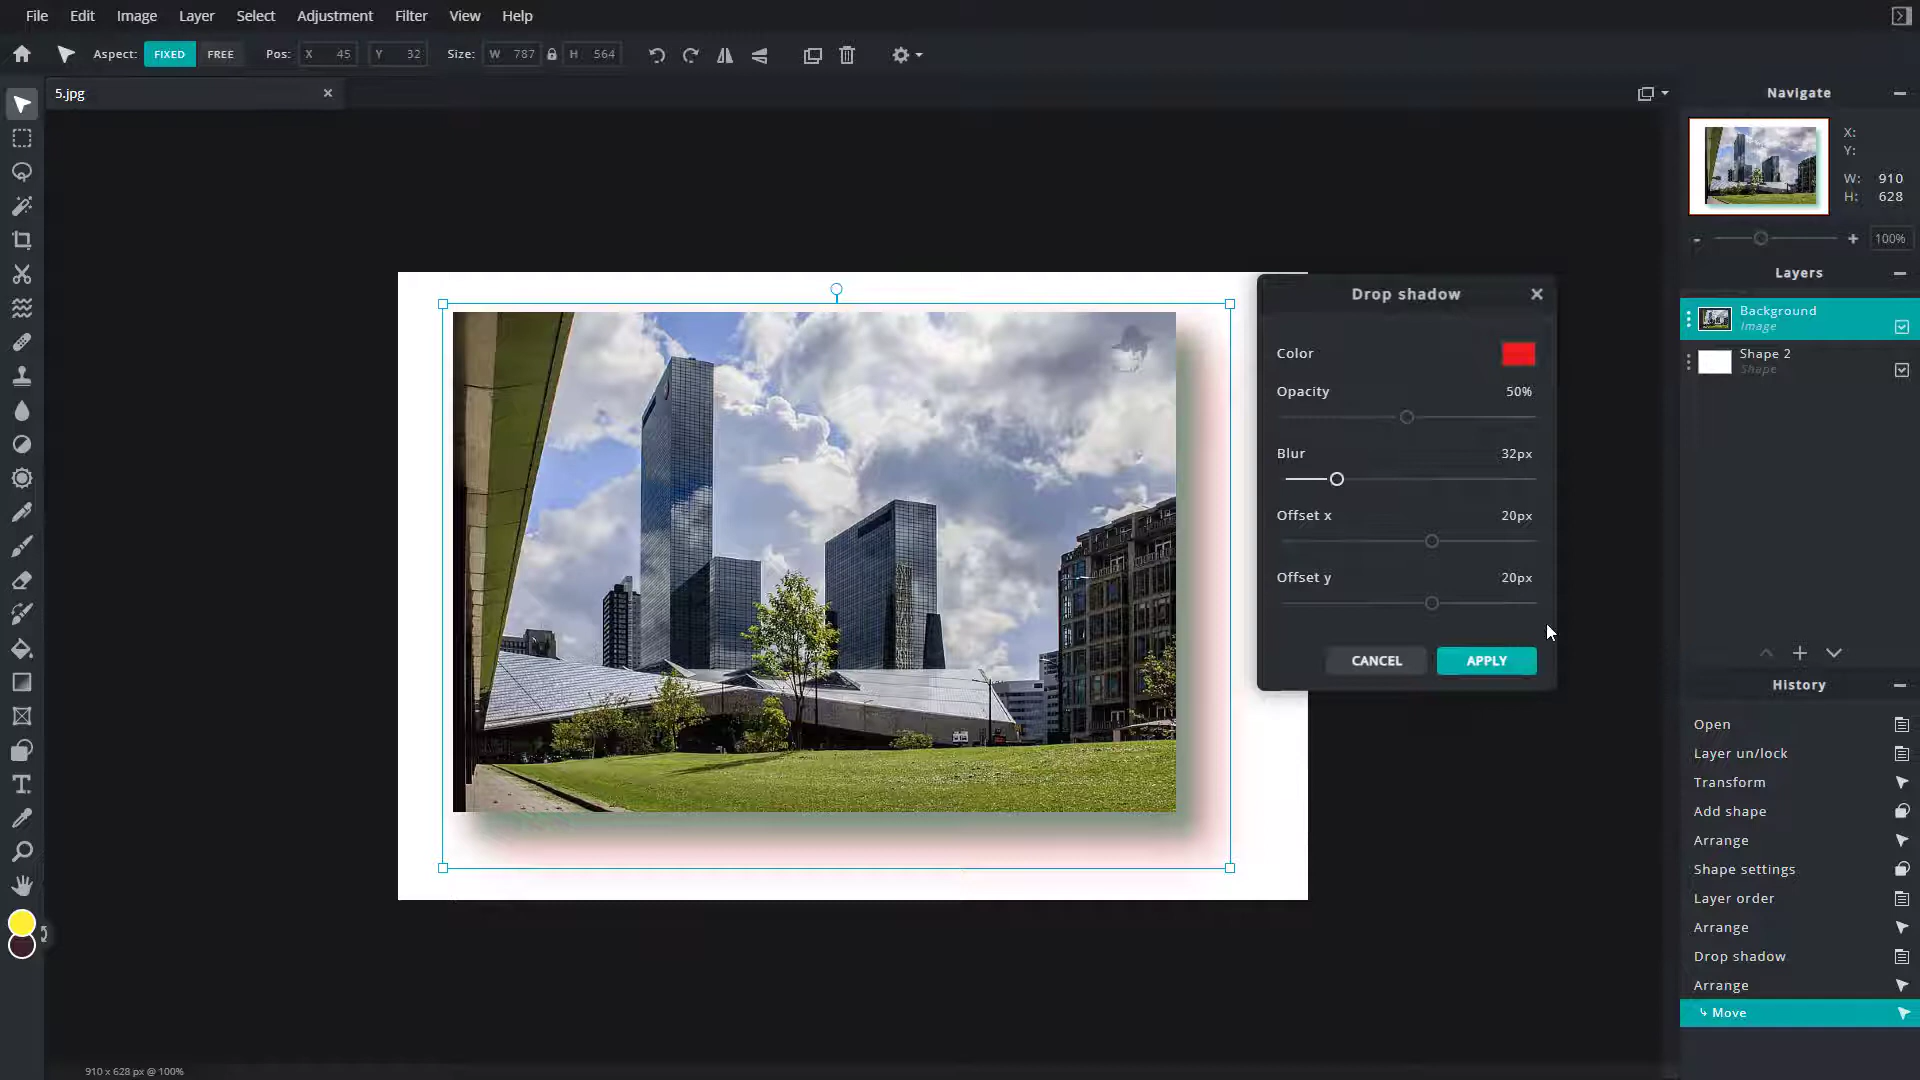 File Edit Image Layer Select Adjustment Filter View Help
Aspect: FIXED FREE Pos: X 45 Y 32 Size: W 787 H 564
5.jpg
Navigate
X:
Y:
W: 910
H: 628
100%
Layers
Background
Image
Shape 2
Shape
Drop shadow
Color
Opacity 50%
Blur 32px
Offset x 20px
Offset y 20px
CANCEL APPLY
History
Open
Layer un/lock
Transform
Add shape
Arrange
Shape settings
Layer order
Arrange
Drop shadow
Arrange
Move
910 x 628 px @ 100%